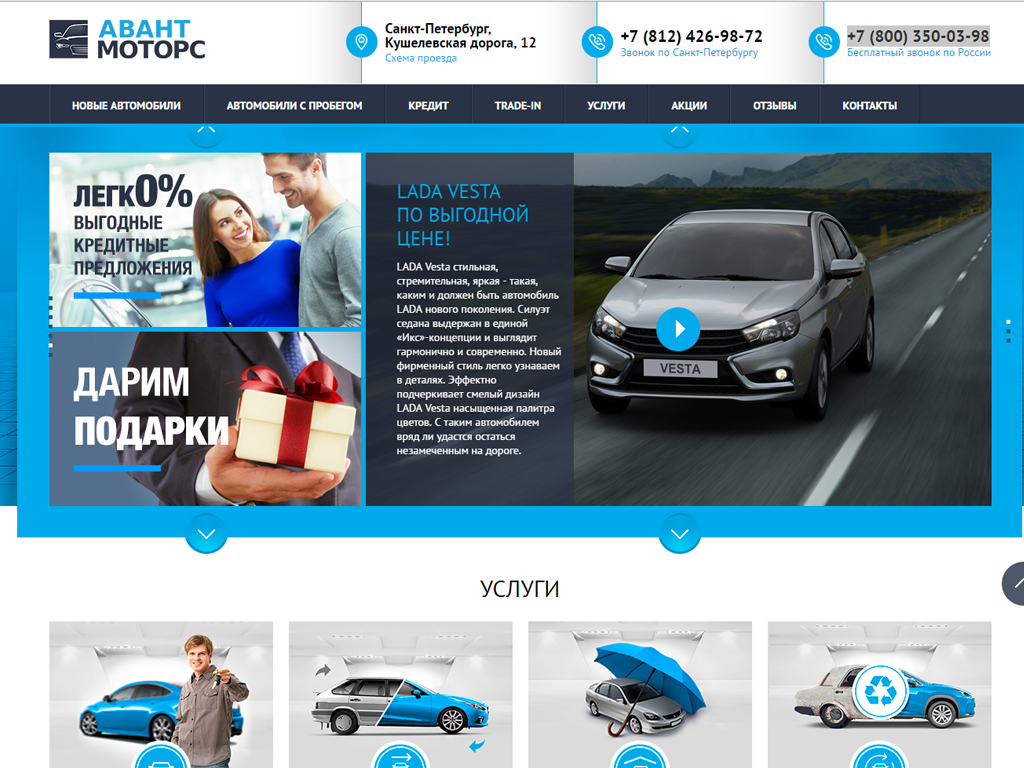 АВАНТ
МОТОРС
Санкт-Петербург,
Кушелевская дорога, 12
Схема проезда
+7 (812) 426-98-72
Звонок по Санкт-Петербургу
+7 (800) 350-03-98
Бесплатный звонок по России
НОВЫЕ АВТОМОБИЛИ
АВТОМОБИЛИ С ПРОБЕГОМ
КРЕДИТ
TRADE-IN
УСЛУГИ
АКЦИИ
ОТЗЫВЫ
КОНТАКТЫ
ЛЕГКО%
ВЫГОДНЫЕ
КРЕДИТНЫЕ
ПРЕДЛОЖЕНИЯ
ДАРИМ
ПОДАРКИ
LADA VESTA
ПО ВЫГОДНОЙ
ЦЕНЕ!
LADA Vesta стильная,
стремительная, яркая - такая,
каким и должен быть автомобиль
LADA нового поколения. Силуэт
седана выдержан в единой
«Икс»-концепции и выглядит
гармонично и современно. Новый
фирменный стиль легко узнаваем
в деталях. Эффектно
подчеркивает смелый дизайн
LADA Vesta насыщенная палитра
цветов. С таким автомобилем
вряд ли удастся остаться
незамеченным на дороге.
VESTA
УСЛУГИ